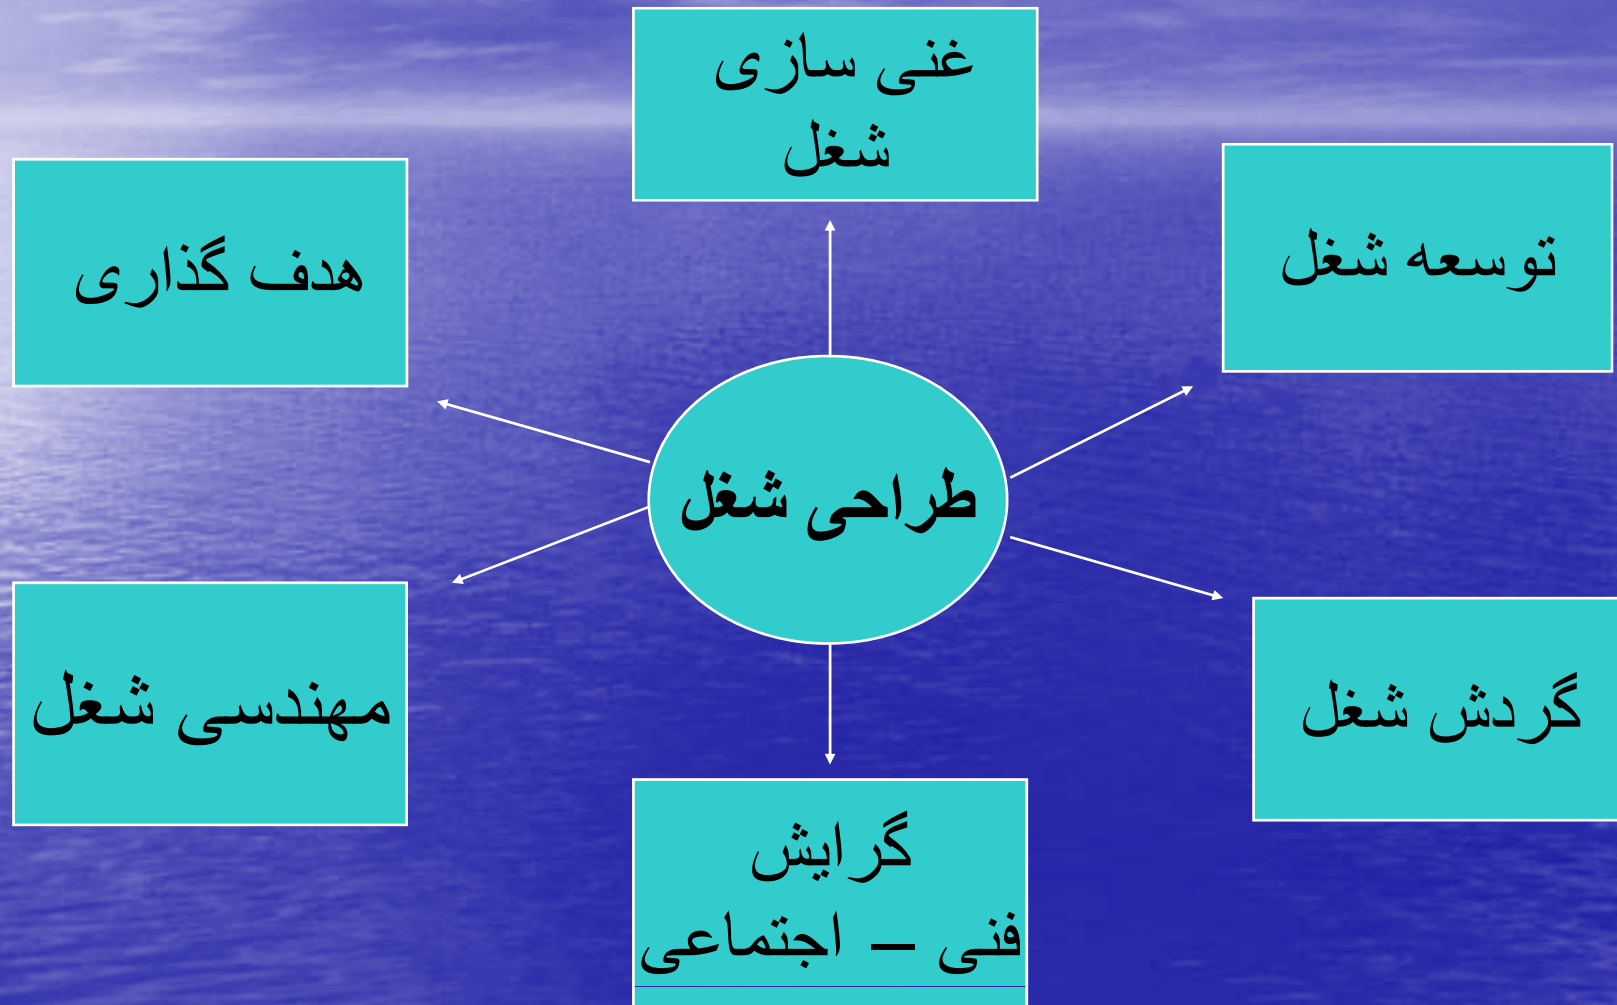 غنی سازی
شغل
توسعه شغل
هدف گذاری
طراحی شغل
گردش شغل
مهندسی شغل
گرایش
فنی – اجتماعی